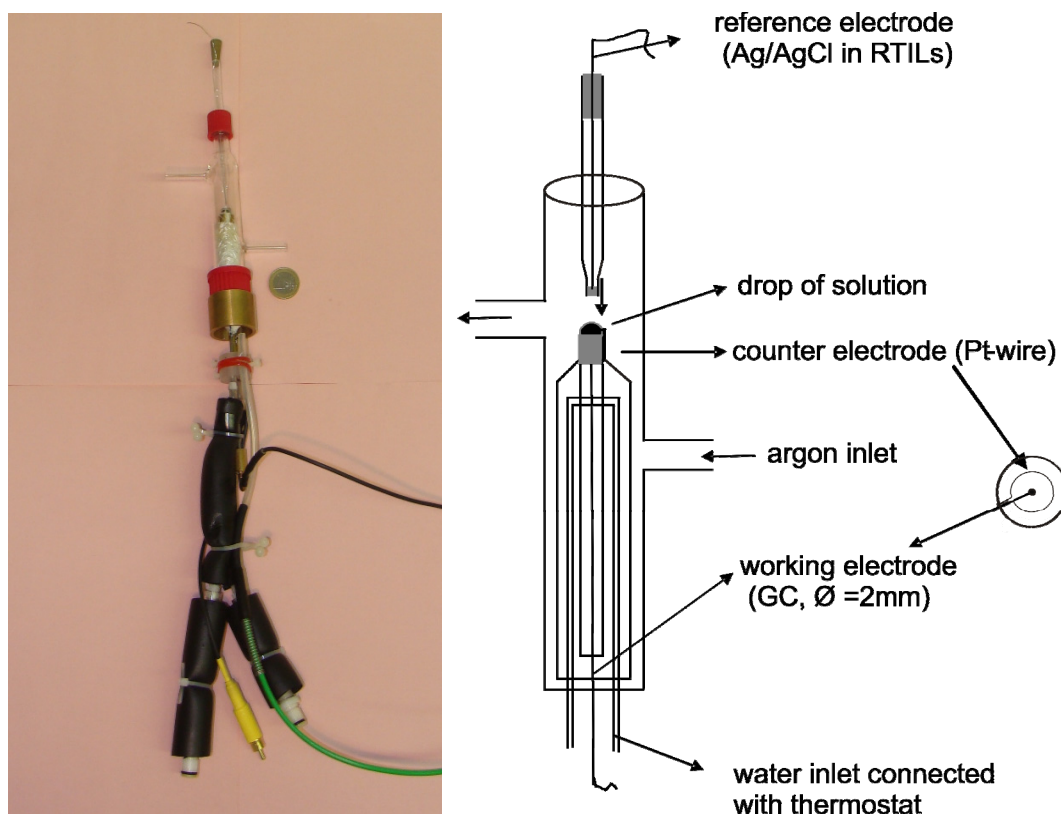 reference electrode
(Ag/AgCl in RTILs)
drop of solution
counter electrode (Pt-wire)
argon inlet
working electrode
(GC, Ø =2mm)
water inlet connected
with thermostat